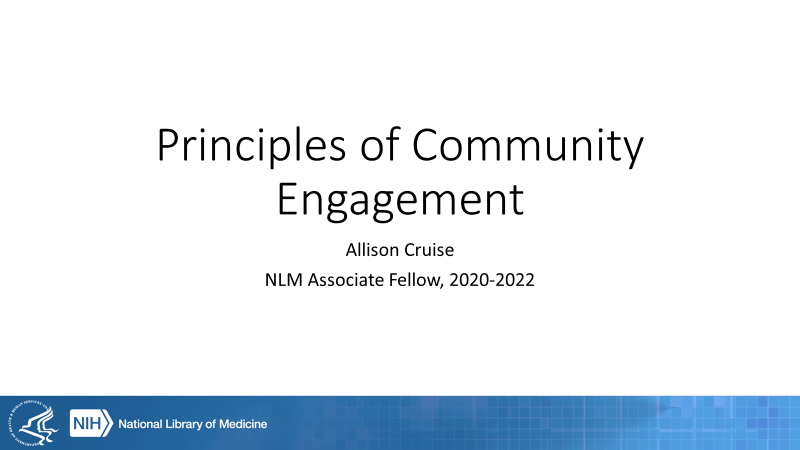 Principles of Community
Engagement
Allison Cruise
NLM Associate Fellow, 2020-2022
NIH National Library of Medicine